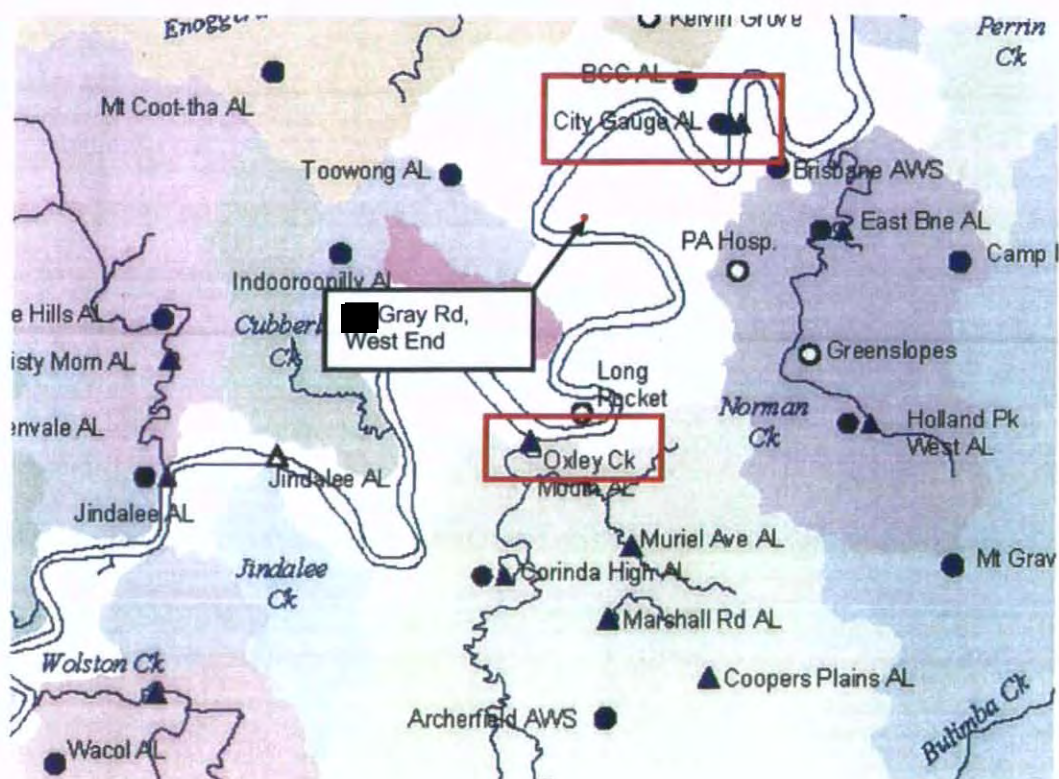 Kelvin Grove
Perrin
Ck
BCC AL
Mt Coot-tha AL
City Gauge AL
Toowong AL
Brisbane AWS
East Bne AL
PA Hosp.
Camp
Indooroopilly AL
Gray Rd,
West End
e Hills AL
Ck
isty Morn AL
Greenslopes
Long
Pocket
Norman
Ck
Holland Pk
West AL
envale AL
Oxley Ck
Mouth AL
Jindalee AL
Jindalee AL
Muriel Ave AL
Jindalee
Ck
Corinda High AL
Mt Grav
Marshall Rd AL
Wolston Ck
Coopers Plains AL
Archerfield AWS
Bulimba Ck
Wacol AL